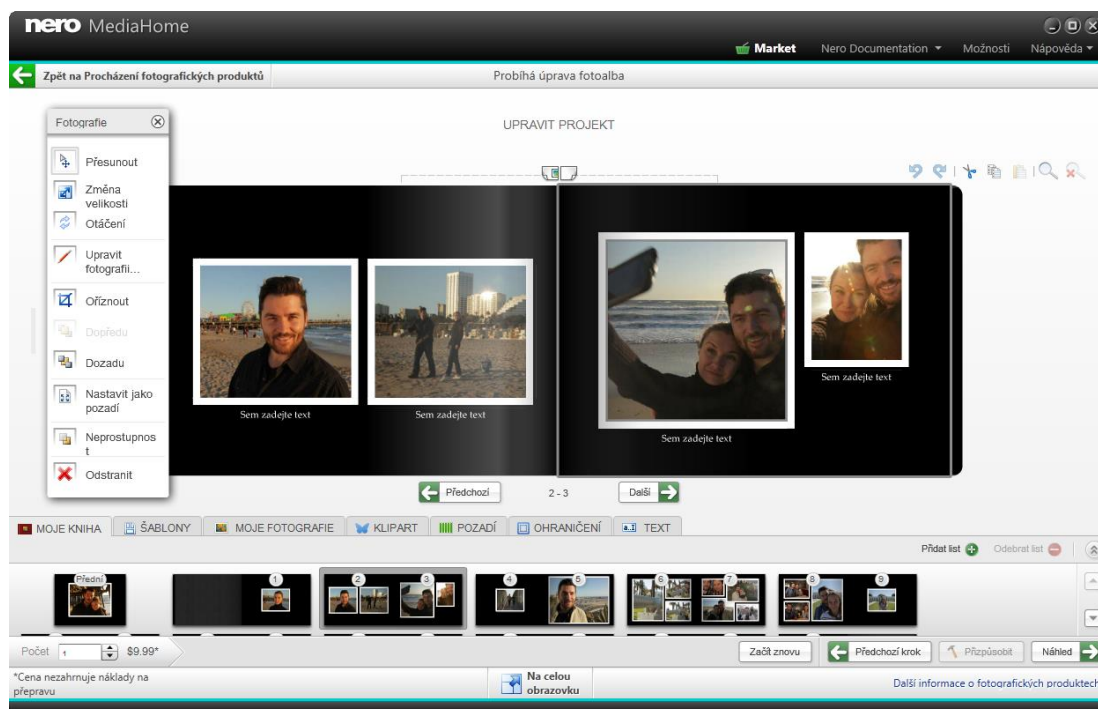 nero MediaHome
Market Nero Documentation Možnosti Nápověda
Zpět na Procházení fotografických produktů Probíhá úprava fotoalba
Fotografie
UPRAVIT PROJEKT
Přesunout
Změna
velikosti
Otáčení
Upravit
fotografii...
Oříznout
Dopředu
Dozadu
Nastavit jako
pozadí
Neprostupnos
t
Odstranit
Sem zadejte text
Sem zadejte text
Sem zadejte text
Sem zadejte text
Předchozí 2 - 3 Další
MOJE KNIHA ŠABLONY MOJE FOTOGRAFIE KLIPART POZADÍ OHRANIČENÍ TEXT
Přidat list Odebrat list
Přední 1 2 3 4 5 6 7 8 9
Počet 1 $9.99* Začít znovu Předchozí krok Přizpůsobit Náhled
*Cena nezahrnuje náklady na
přepravu
Na celou
obrazovku
Další informace o fotografických produktech